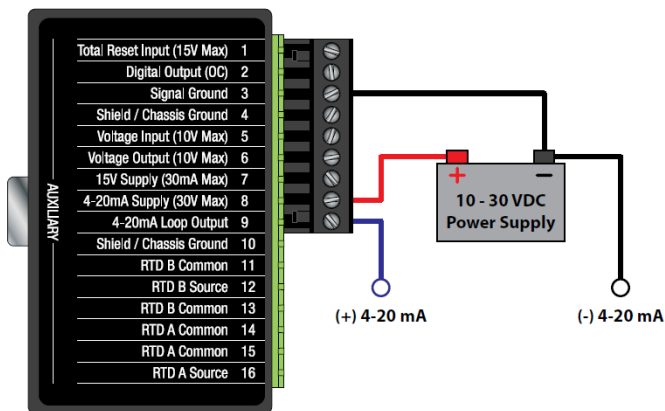 Total Reset Input (15V Max) 1
Digital Output (OC) 2
Signal Ground 3
Shield / Chassis Ground 4
Voltage Input (10V Max) 5
Voltage Output (10V Max) 6
15V Supply (30mA Max) 7
4-20mA Supply (30V Max) 8
4-20mA Loop Output 9
Shield / Chassis Ground 10
RTD B Common 11
RTD B Source 12
RTD B Common 13
RTD A Common 14
RTD A Common 15
RTD A Source 16
AUXILIARY
+ −
10 - 30 VDC
Power Supply
(+) 4-20 mA
(-) 4-20 mA